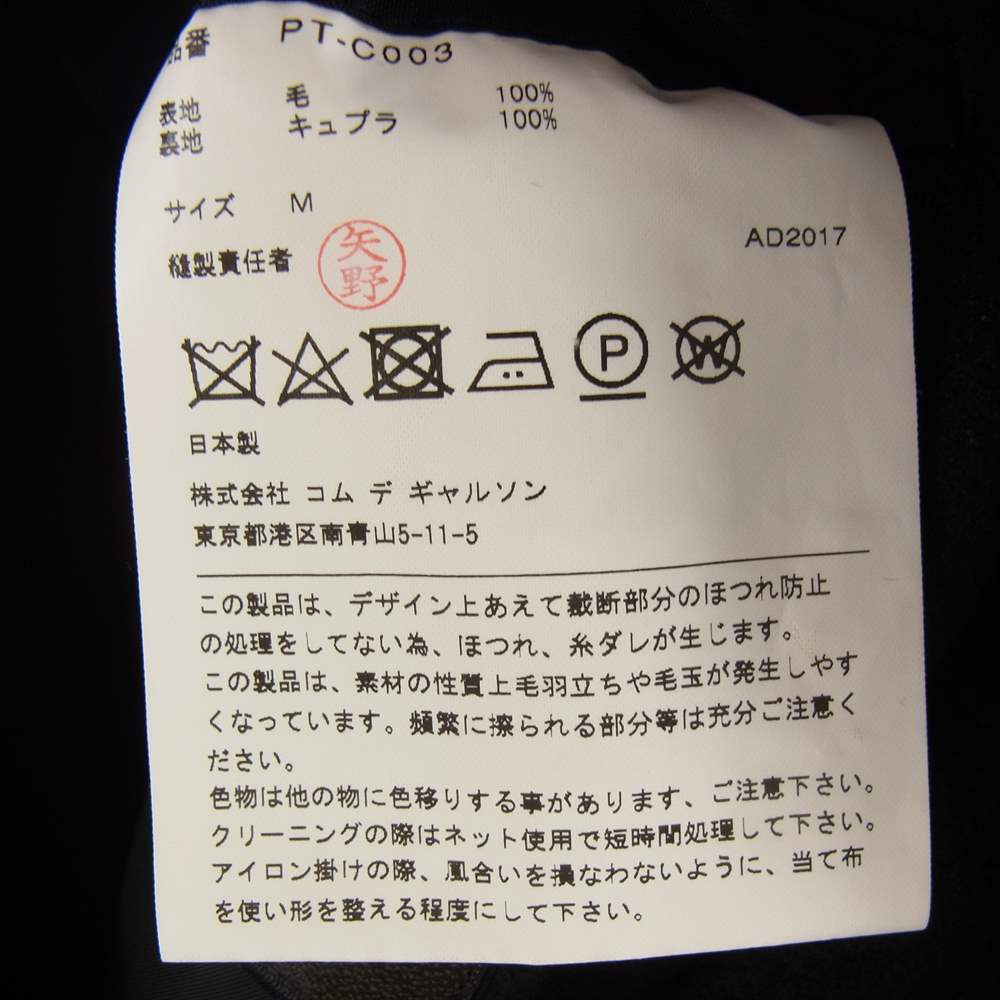 品番 PT-C003
表地 毛 100%
裏地 キュプラ 100%
サイズ M
AD2017
縫製責任者 矢野
P
W
日本製
株式会社 コム デ ギャルソン
東京都港区南青山5-11-5
この製品は、デザイン上あえて裁断部分のほつれ防止
の処理をしてない為、ほつれ、糸ダレが生じます。
この製品は、素材の性質上毛羽立ちや毛玉が発生しやす
くなっています。頻繁に擦られる部分等は充分ご注意く
ださい。
色物は他の物に色移りする事があります、ご注意下さい。
クリーニングの際はネット使用で短時間処理して下さい。
アイロン掛けの際、風合いを損なわないように、当て布
を使い形を整える程度にして下さい。